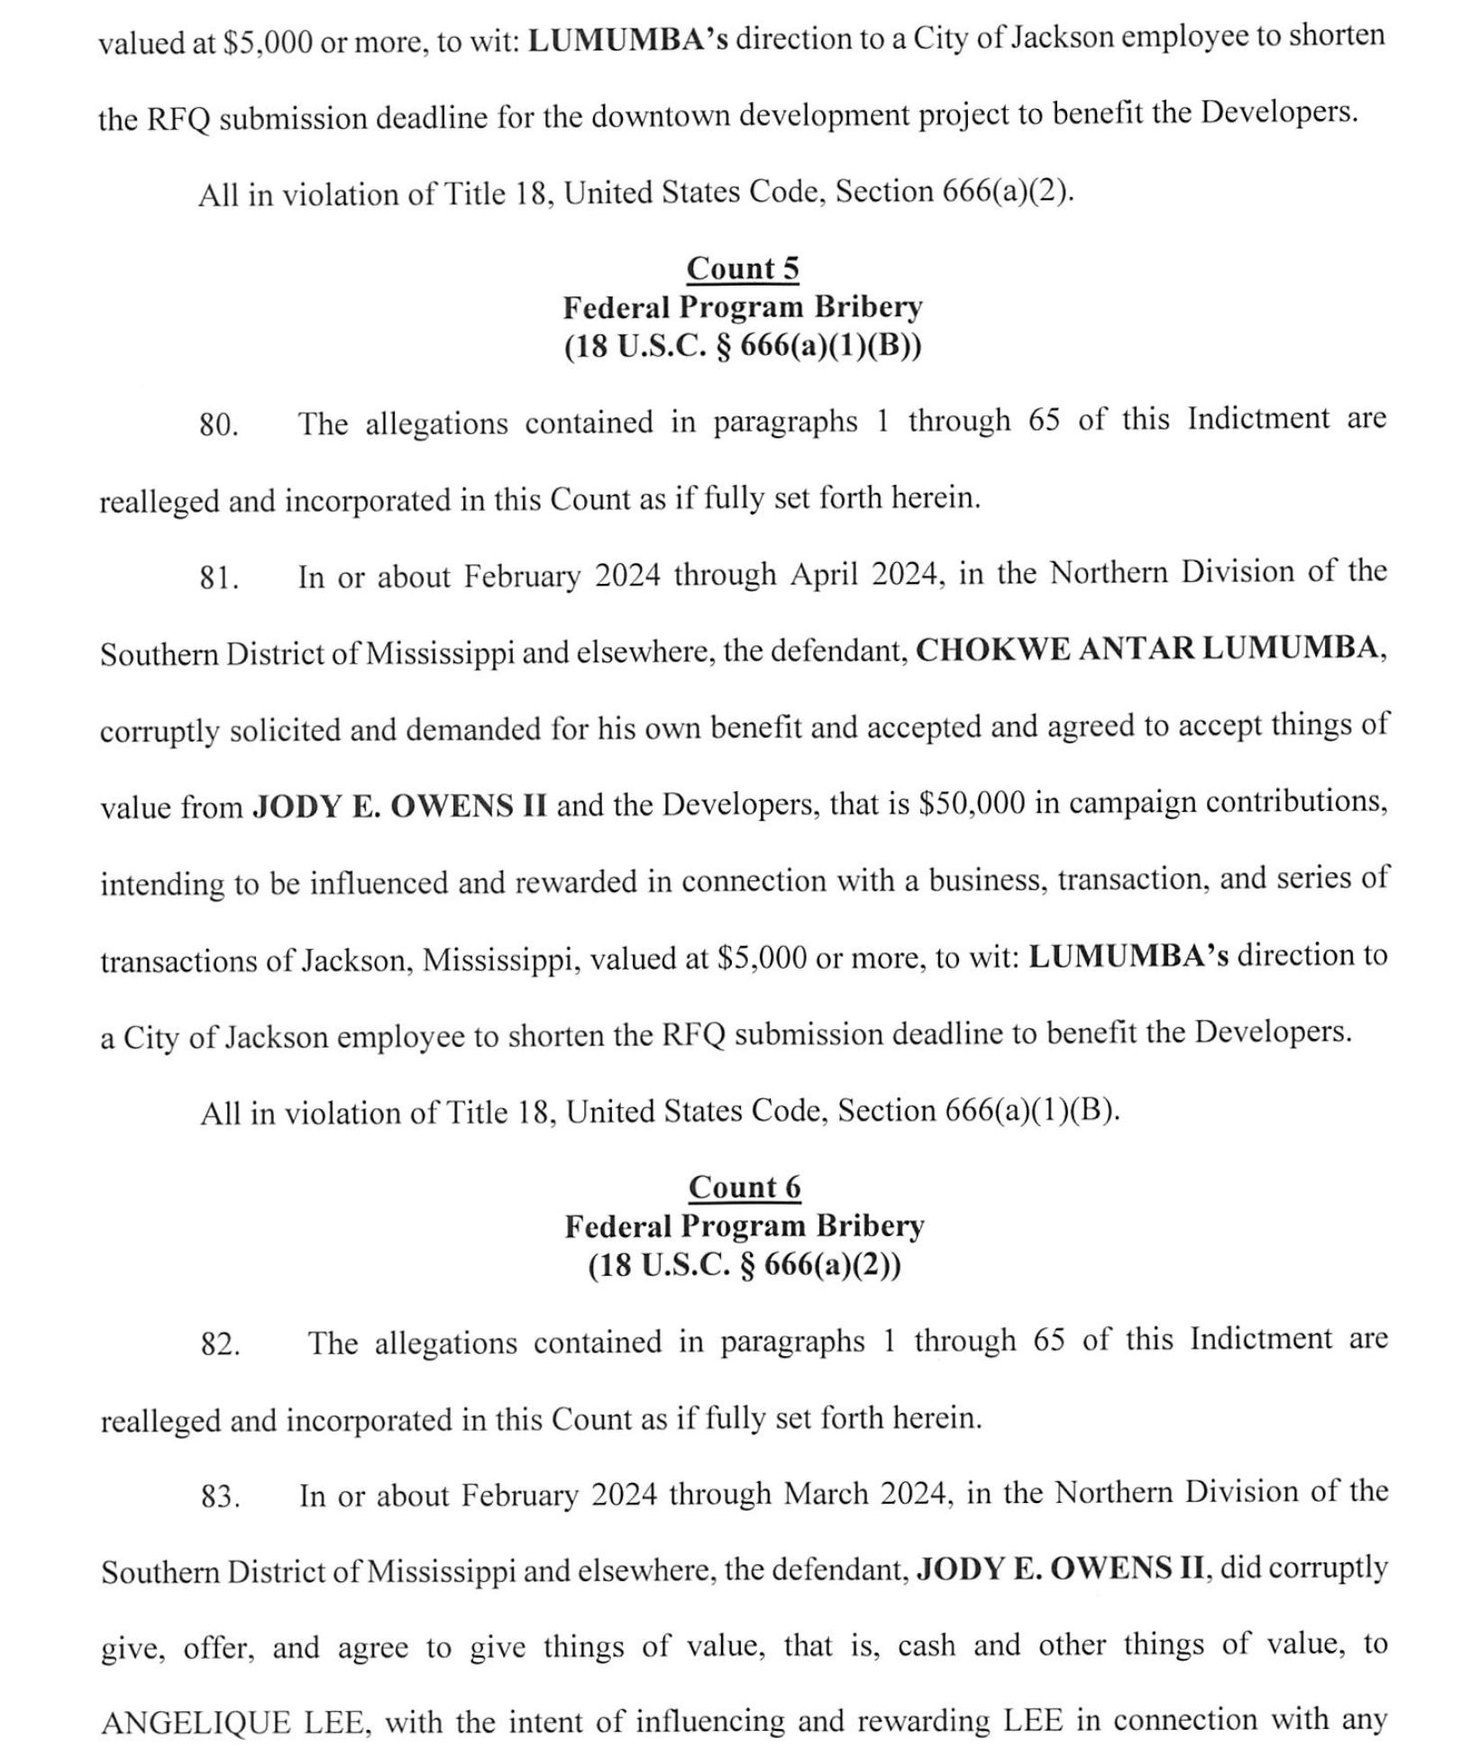 valued at $5,000 or more, to wit: LUMUMBA's direction to a City of Jackson employee to shorten
the RFQ submission deadline for the downtown development project to benefit the Developers.
All in violation of Title 18, United States Code, Section 666(a)(2).
Count 5
Federal Program Bribery
(18 U.S.C. § 666(a)(1)(B))
80. The allegations contained in paragraphs 1 through 65 of this Indictment are
realleged and incorporated in this Count as if fully set forth herein.
81. In or about February 2024 through April 2024, in the Northern Division of the
Southern District of Mississippi and elsewhere, the defendant, CHOKWE ANTAR LUMUMBA,
corruptly solicited and demanded for his own benefit and accepted and agreed to accept things of
value from JODY E. OWENS II and the Developers, that is $50,000 in campaign contributions,
intending to be influenced and rewarded in connection with a business, transaction, and series of
transactions of Jackson, Mississippi, valued at $5,000 or more, to wit: LUMUMBA's direction to
a City of Jackson employee to shorten the RFQ submission deadline to benefit the Developers.
All in violation of Title 18, United States Code, Section 666(a)(1)(B).
Count 6
Federal Program Bribery
(18 U.S.C. § 666(a)(2))
82. The allegations contained in paragraphs 1 through 65 of this Indictment are
realleged and incorporated in this Count as if fully set forth herein.
83. In or about February 2024 through March 2024, in the Northern Division of the
Southern District of Mississippi and elsewhere, the defendant, JODY E. OWENS II, did corruptly
give, offer, and agree to give things of value, that is, cash and other things of value, to
ANGELIQUE LEE, with the intent of influencing and rewarding LEE in connection with any